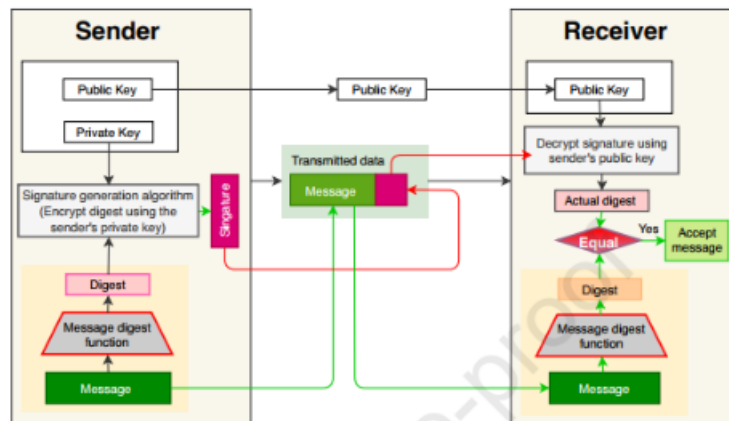 Sender
Public Key
Private Key
Signature generation algorithm
(Encrypt digest using the
sender's private key)
Singature
Digest
Message digest
function
Message
Public Key
Transmitted data
Message
Receiver
Public Key
Decrypt signature using
sender's public key
Actual digest
Equal
Yes
Accept
message
Digest
Message digest
function
Message
e-proof